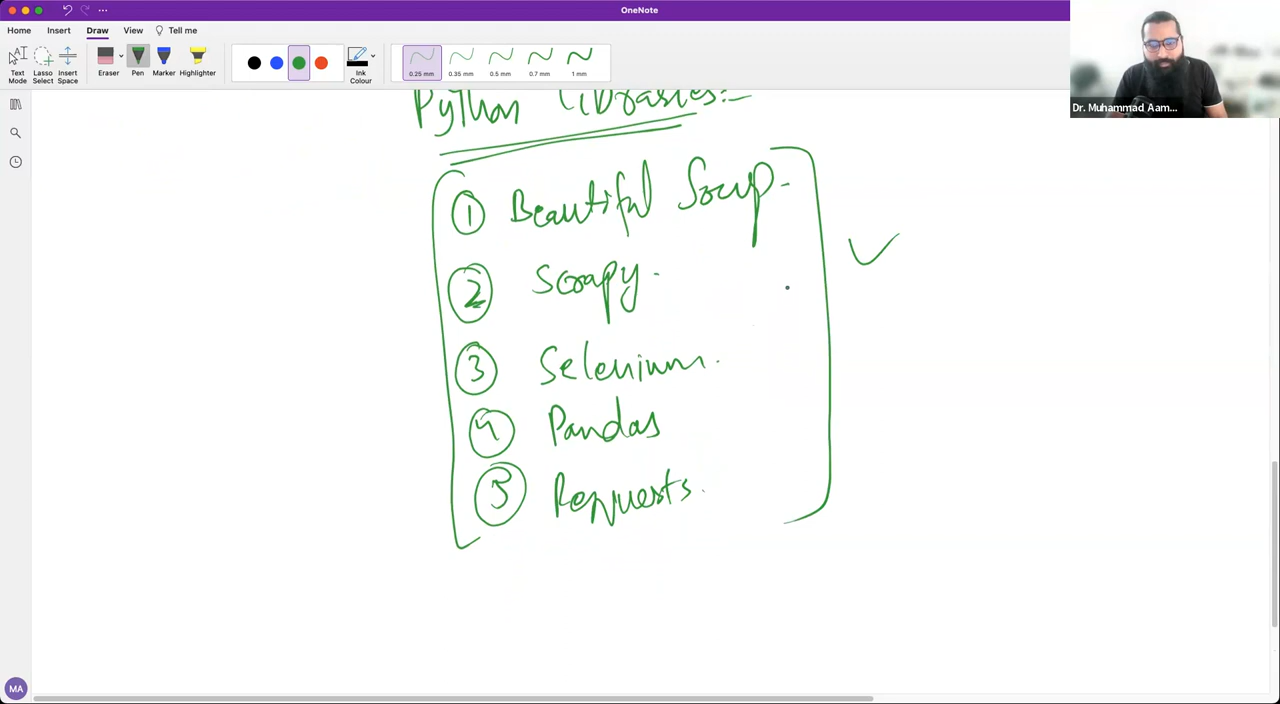 OneNote
Home Insert Draw View Tell me
Text Mode
Lasso Select
Insert Space
Eraser
Pen
Marker
Highlighter
Ink Colour
0.25 mm
0.35 mm
0.5 mm
0.7 mm
1 mm
Dr. Muhammad Aam...
Python Libraries:-
1 Beautiful Soup.
2 Scrapy.
3 Selenium.
4 Pandas
5 Requests.
MA